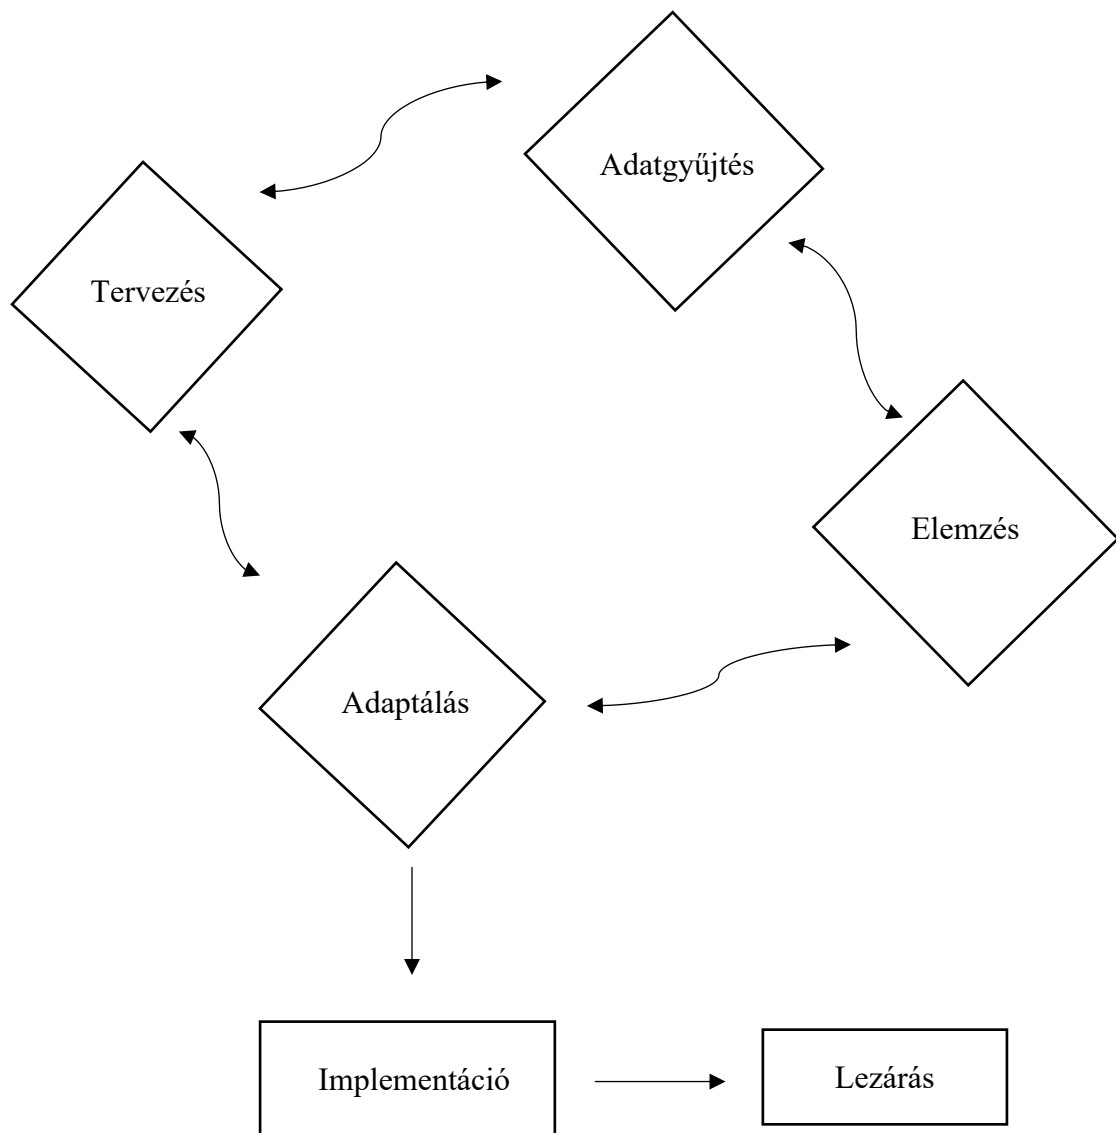 Adatgyűjtés
Tervezés
Elemzés
Adaptálás
Implementáció
Lezárás